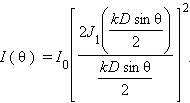 I(θ) = I₀[2J₁(kD sin θ / 2) / (kD sin θ / 2)]².